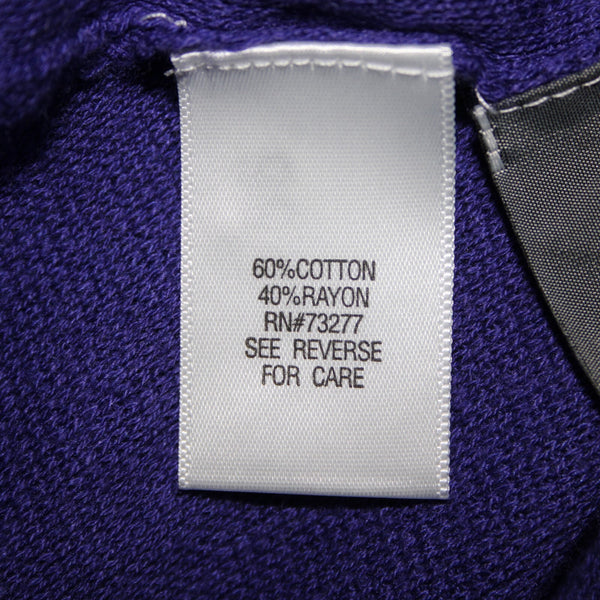 60%COTTON
40%RAYON
RN#73277
SEE REVERSE
FOR CARE